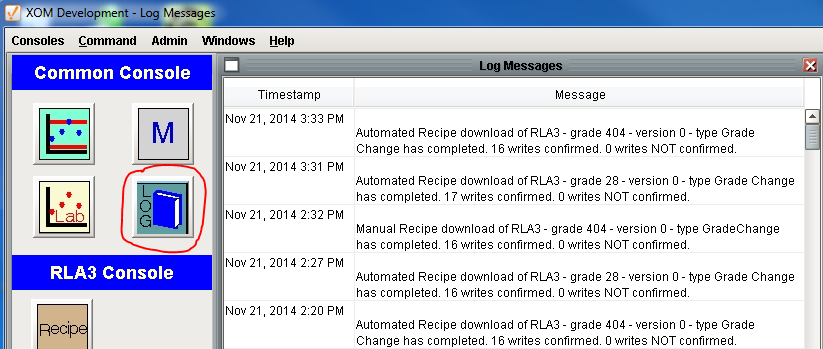 XOM Development - Log Messages
Consoles Command Admin Windows Help
Common Console
M
Lab
LOG
RLA3 Console
Recipe
Log Messages
Timestamp Message
Nov 21, 2014 3:33 PM
Automated Recipe download of RLA3 - grade 404 - version 0 - type Grade
Change has completed. 16 writes confirmed. 0 writes NOT confirmed.
Nov 21, 2014 3:31 PM
Automated Recipe download of RLA3 - grade 28 - version 0 - type Grade Change
has completed. 17 writes confirmed. 0 writes NOT confirmed.
Nov 21, 2014 2:32 PM
Manual Recipe download of RLA3 - grade 404 - version 0 - type GradeChange
has completed. 16 writes confirmed. 0 writes NOT confirmed.
Nov 21, 2014 2:27 PM
Automated Recipe download of RLA3 - grade 28 - version 0 - type Grade Change
has completed. 16 writes confirmed. 0 writes NOT confirmed.
Nov 21, 2014 2:20 PM
Automated Recipe download of RLA3 - grade 404 - version 0 - type Grade
Change has completed. 16 writes confirmed. 0 writes NOT confirmed.